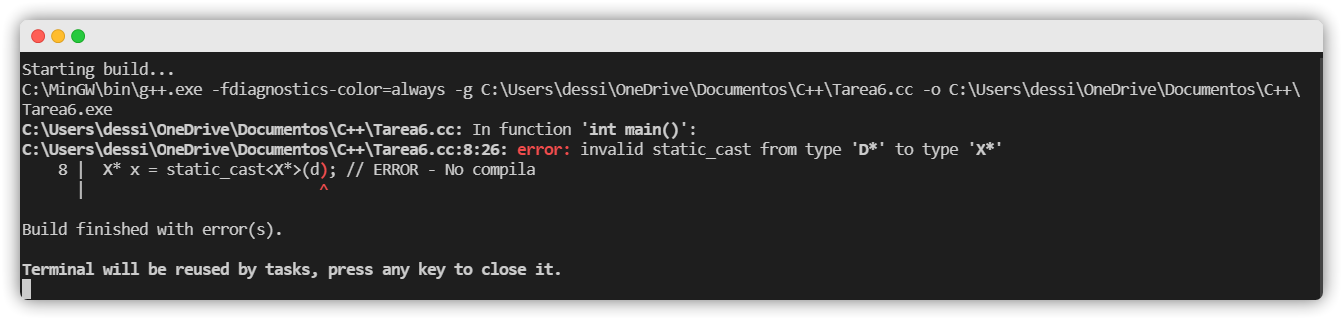 Starting build...
C:\MinGW\bin\g++.exe -fdiagnostics-color=always -g C:\Users\dessi\OneDrive\Documentos\C++\Tarea6.cc -o C:\Users\dessi\OneDrive\Documentos\C++\
Tarea6.exe
C:\Users\dessi\OneDrive\Documentos\C++\Tarea6.cc: In function 'int main()':
C:\Users\dessi\OneDrive\Documentos\C++\Tarea6.cc:8:26: error: invalid static_cast from type 'D*' to type 'X*'
    8 |  X* x = static_cast<X*>(d); // ERROR - No compila
      |                          ^
Build finished with error(s).
Terminal will be reused by tasks, press any key to close it.